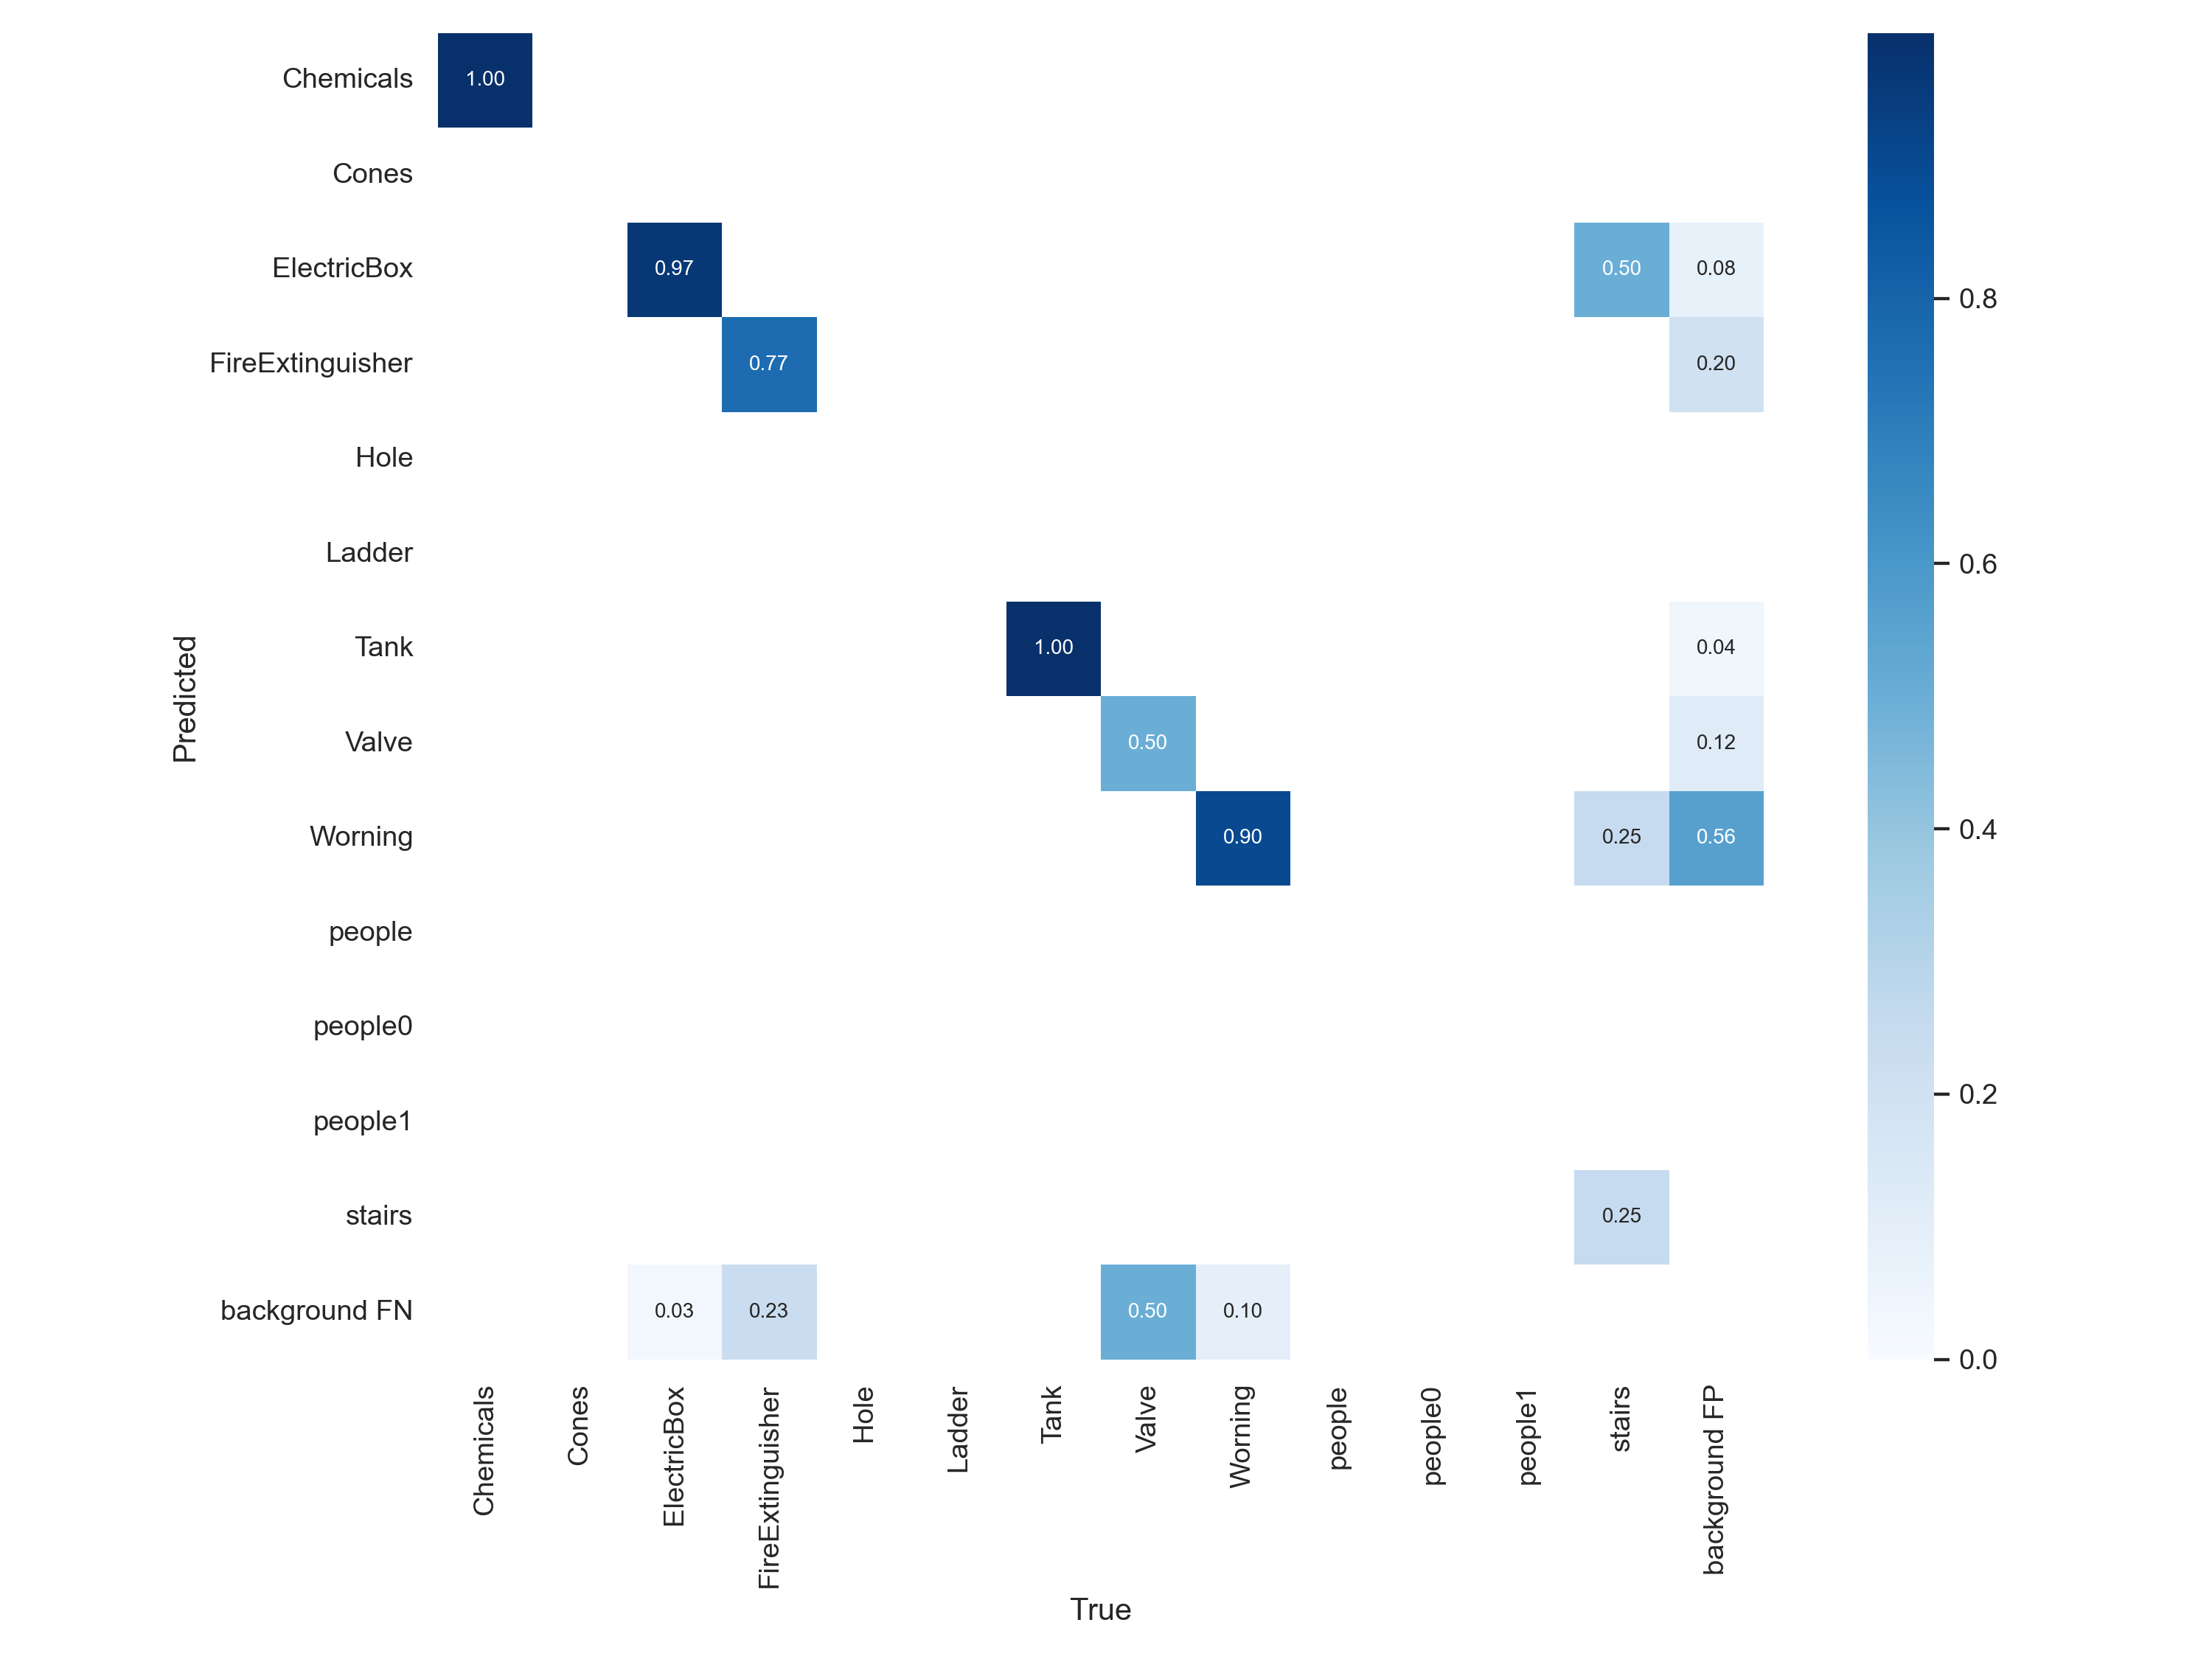 Chemicals 1.00
Cones
ElectricBox 0.97 0.50 0.08
0.8
FireExtinguisher 0.77 0.20
Hole
Ladder
0.6
Tank 1.00 0.04
Predicted
Valve 0.50 0.12
Worning 0.90 0.25 0.56
0.4
people
people0
0.2
people1
stairs 0.25
background FN 0.03 0.23 0.50 0.10
0.0
Chemicals
Cones
ElectricBox
FireExtinguisher
Hole
Ladder
Tank
Valve
Worning
people
people0
people1
stairs
background FP
True